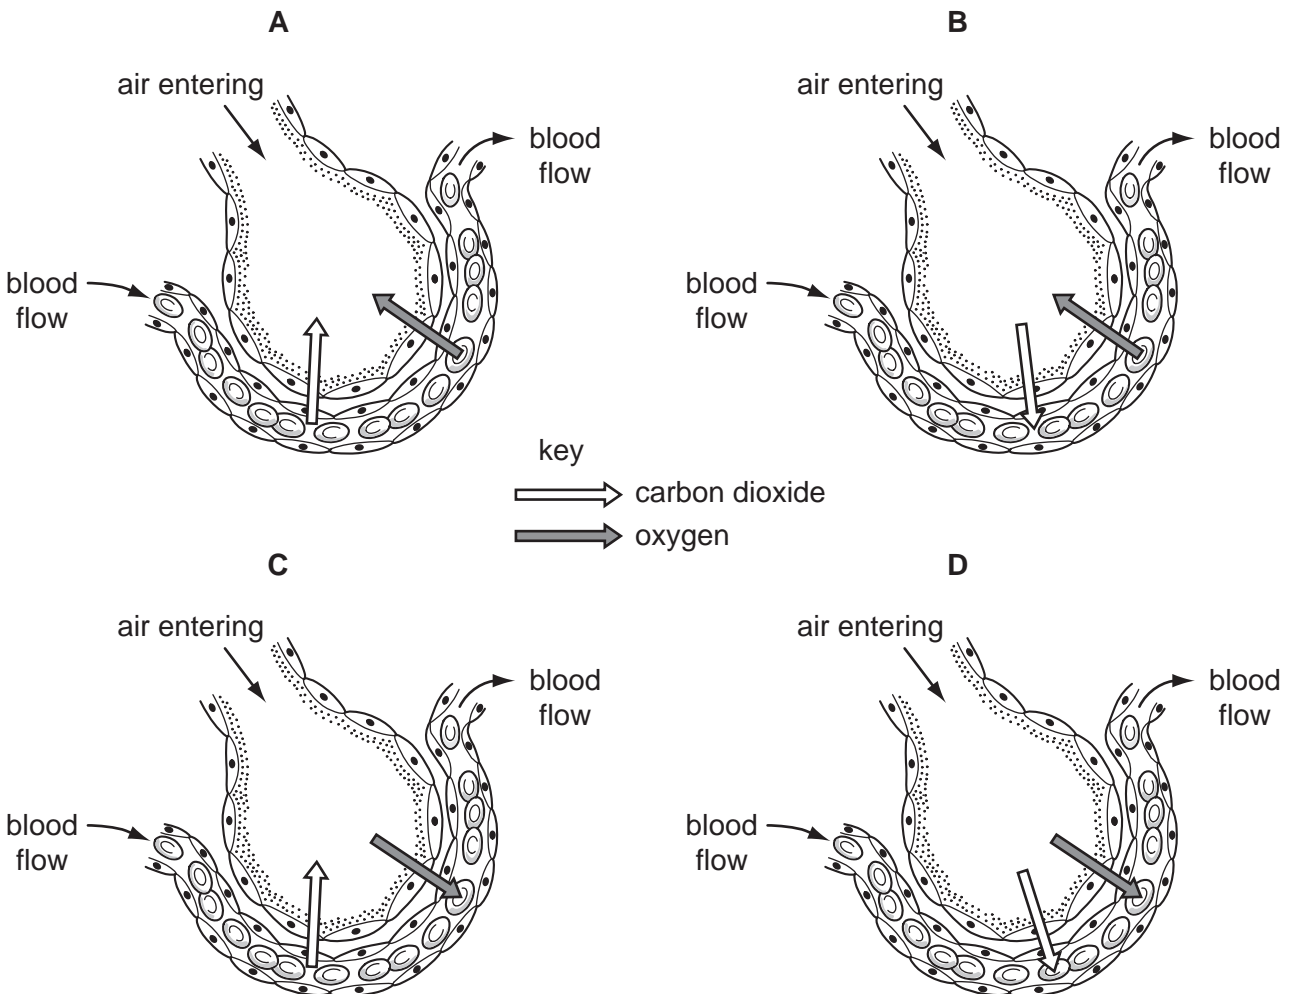 A
B
air entering
air entering
blood
flow
blood
flow
blood
flow
blood
flow
key
carbon dioxide
oxygen
C
D
air entering
air entering
blood
flow
blood
flow
blood
flow
blood
flow